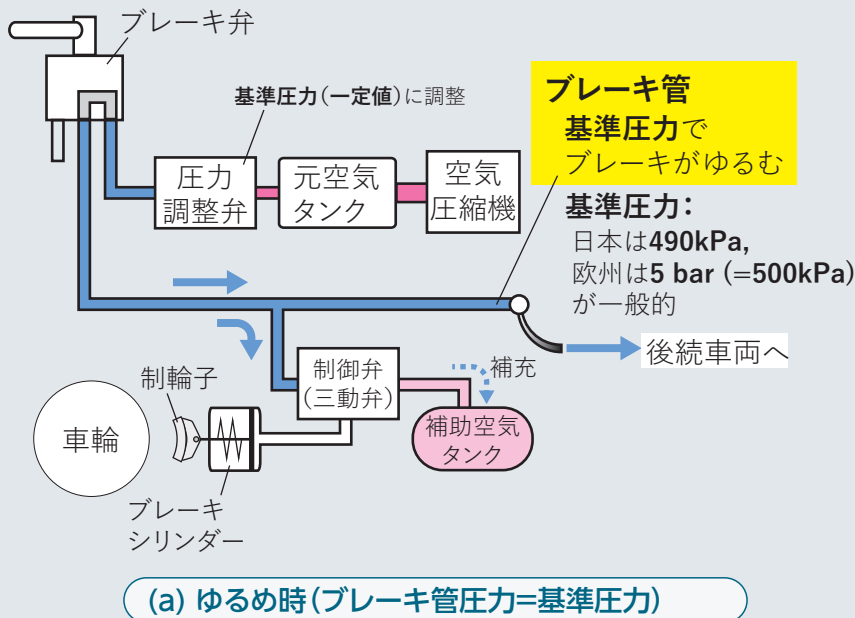 ブレーキ弁
基準圧力(一定値)に調整
圧力
調整弁
元空気
タンク
空気
圧縮機
ブレーキ管
基準圧力で
ブレーキがゆるむ
基準圧力:
日本は490kPa,
欧州は5 bar (=500kPa)
が一般的
後続車両へ
制御弁
(三動弁)
補充
補助空気
タンク
制輪子
車輪
ブレーキ
シリンダー
(a) ゆるめ時(ブレーキ管圧力=基準圧力)